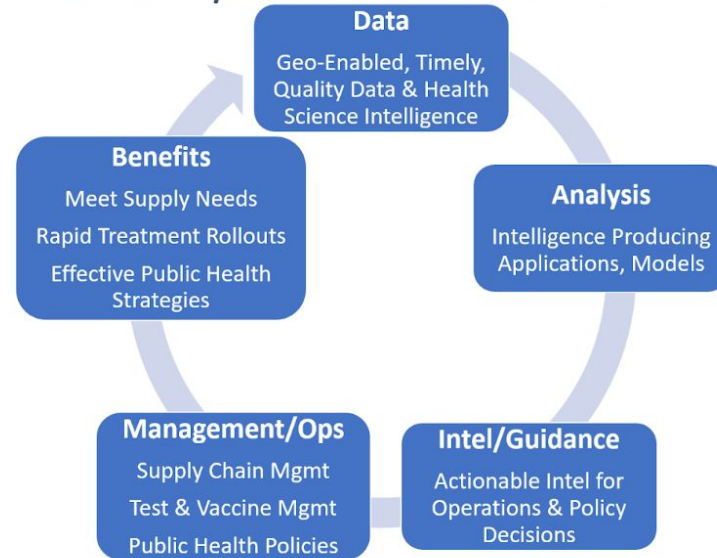 Data
Geo-Enabled, Timely,
Quality Data & Health
Science Intelligence
Analysis
Intelligence Producing
Applications, Models
Intel/Guidance
Actionable Intel for
Operations & Policy
Decisions
Management/Ops
Supply Chain Mgmt
Test & Vaccine Mgmt
Public Health Policies
Benefits
Meet Supply Needs
Rapid Treatment Rollouts
Effective Public Health
Strategies